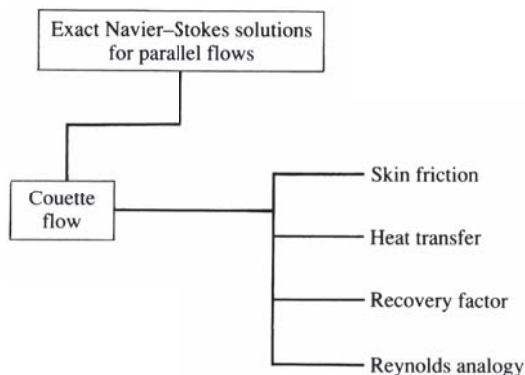 Exact Navier–Stokes solutions
for parallel flows
Couette
flow
Skin friction
Heat transfer
Recovery factor
Reynolds analogy